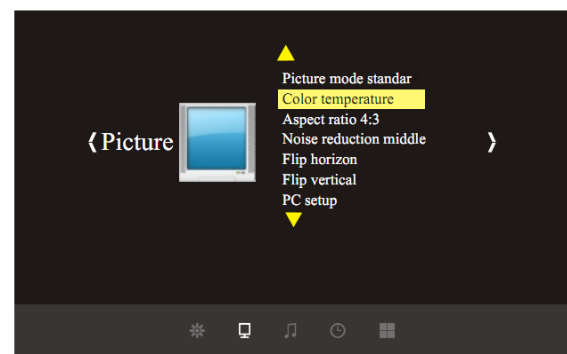 Picture
Picture mode standar
Color temperature
Aspect ratio 4:3
Noise reduction middle
Flip horizon
Flip vertical
PC setup